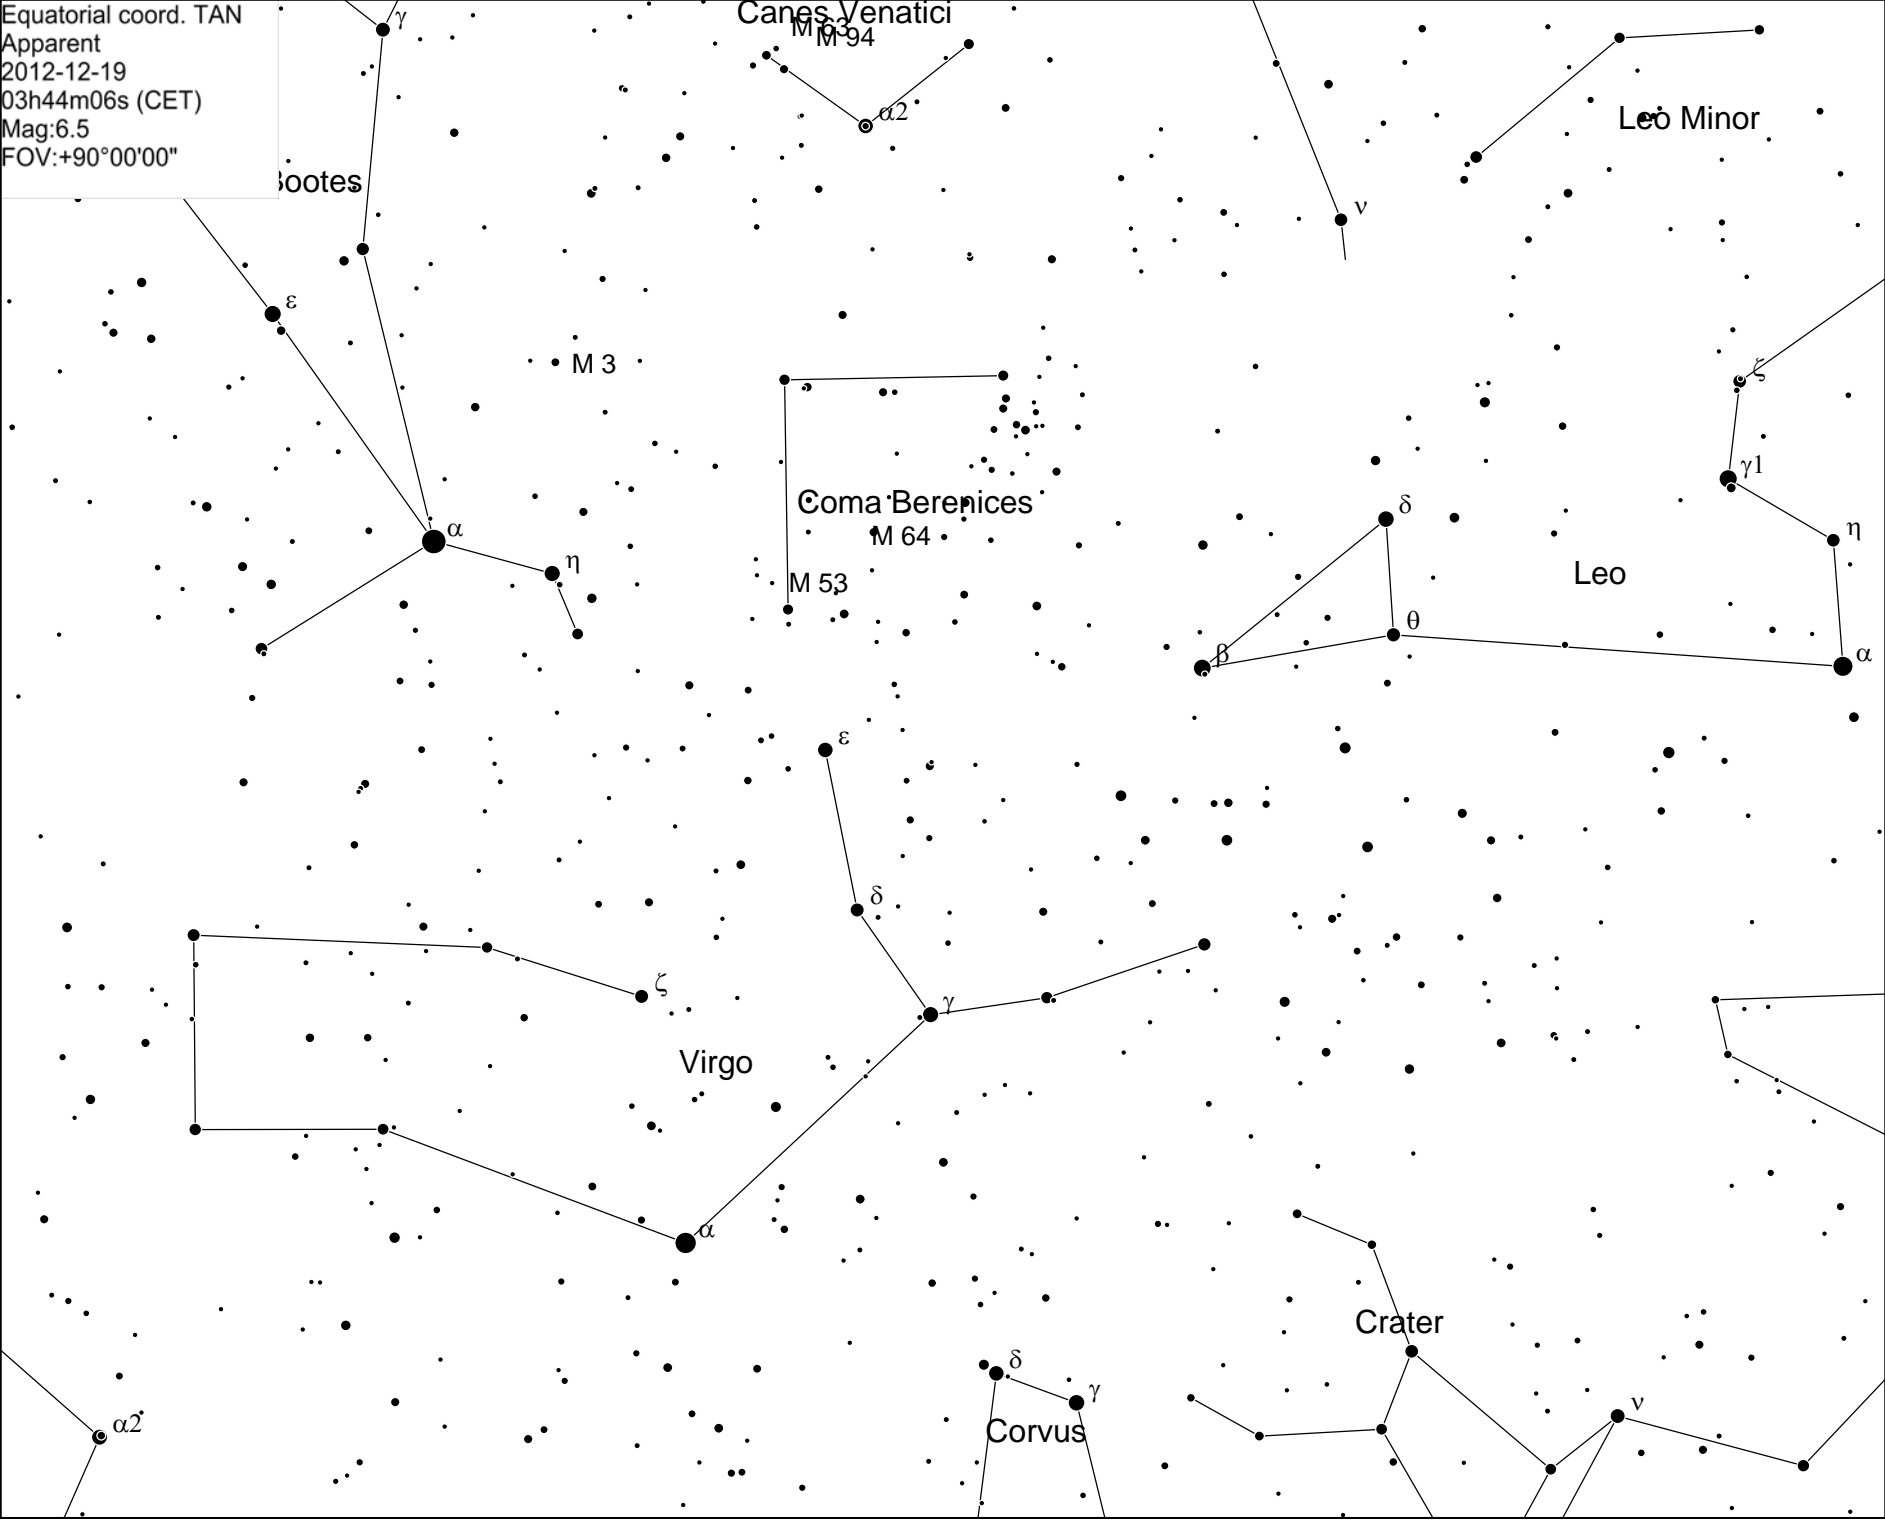 Equatorial coord. TAN
Apparent
2012-12-19
03h44m06s (CET)
Mag:6.5
FOV:+90°00'00"
γ
Canes Venatici
M 63
M 94
α2
Leo Minor
Bootes
ν
ε
M 3
ζ
γ1
Coma Berenices
δ
α
M 64
η
η
Leo
M 53
θ
β
α
ε
δ
ζ
γ
Virgo
α
Crater
δ
γ
ν
α2
Corvus